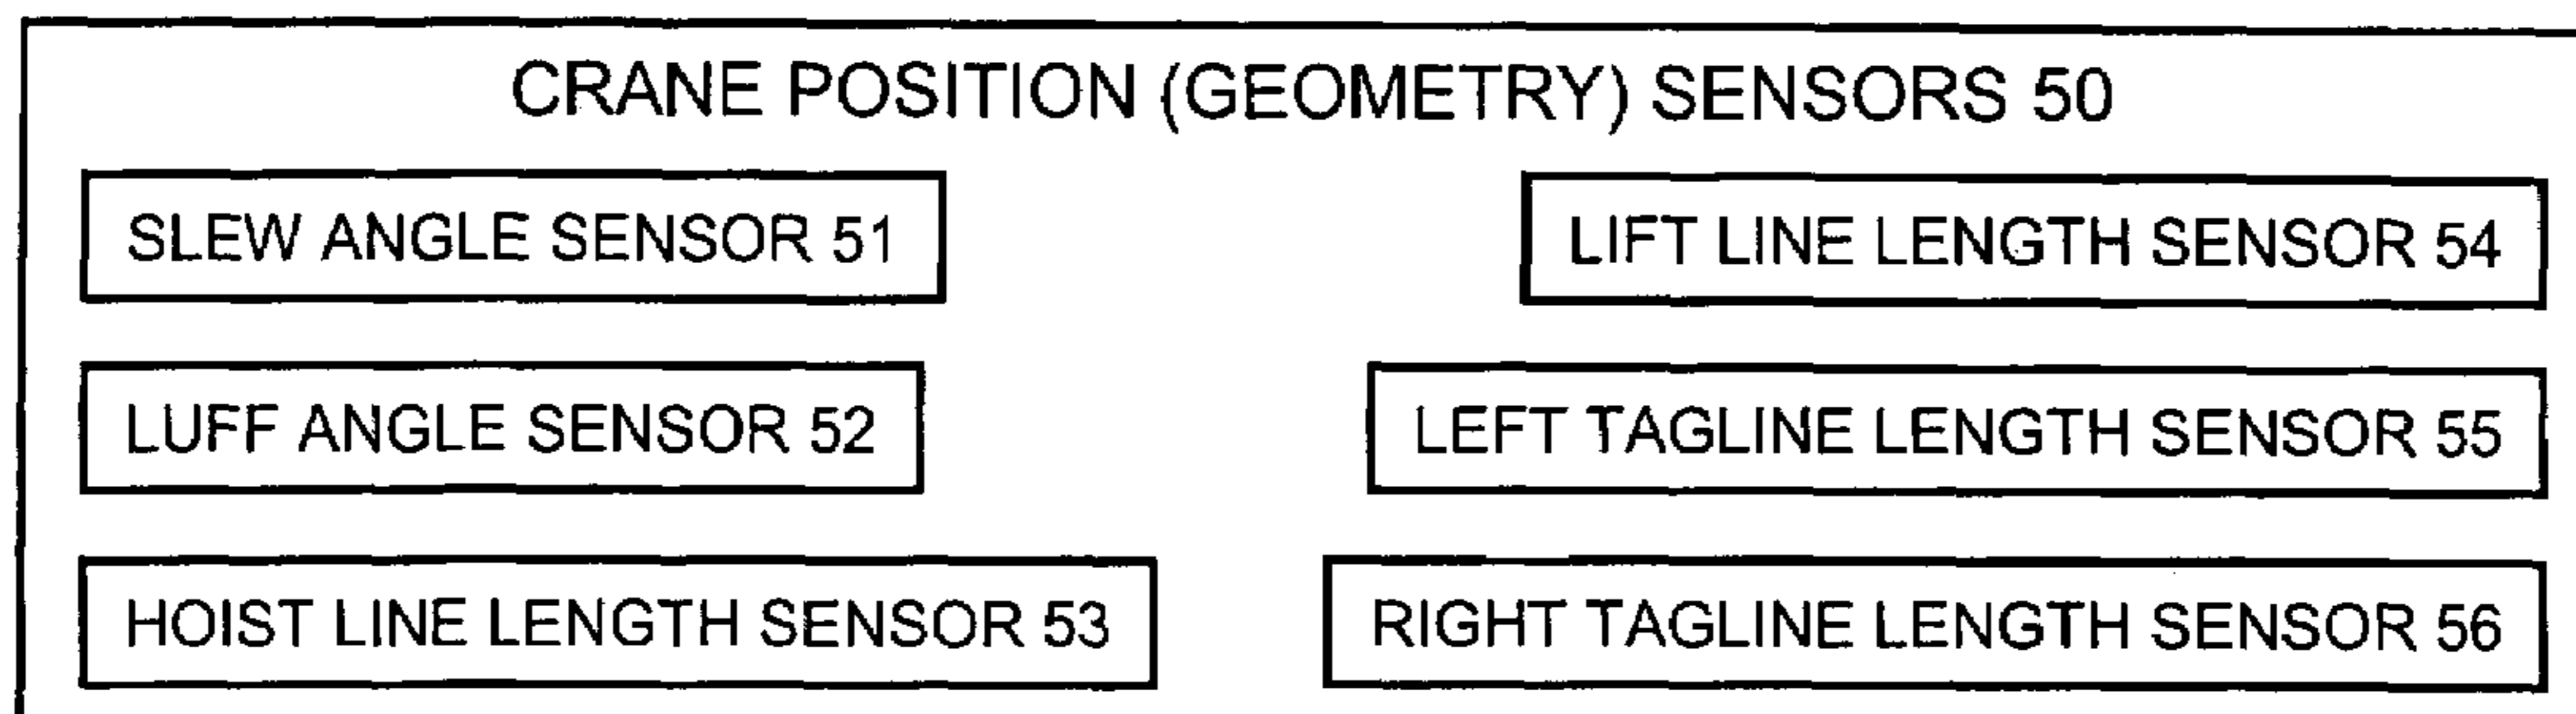 CRANE POSITION (GEOMETRY) SENSORS 50
SLEW ANGLE SENSOR 51
LIFT LINE LENGTH SENSOR 54
LUFF ANGLE SENSOR 52
LEFT TAGLINE LENGTH SENSOR 55
HOIST LINE LENGTH SENSOR 53
RIGHT TAGLINE LENGTH SENSOR 56